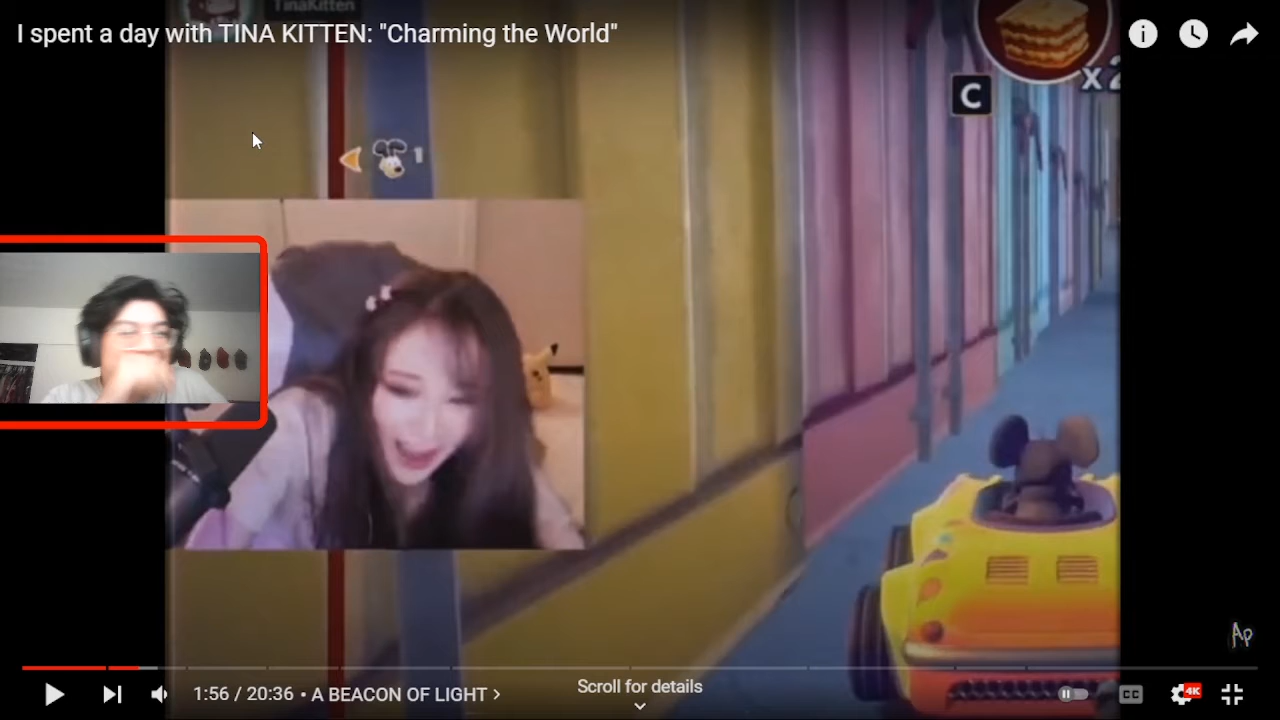 TinaKitten
I spent a day with TINA KITTEN: "Charming the World"
x2
C
1
Ap
1:56 / 20:36 • A BEACON OF LIGHT >
Scroll for details
CC
4K